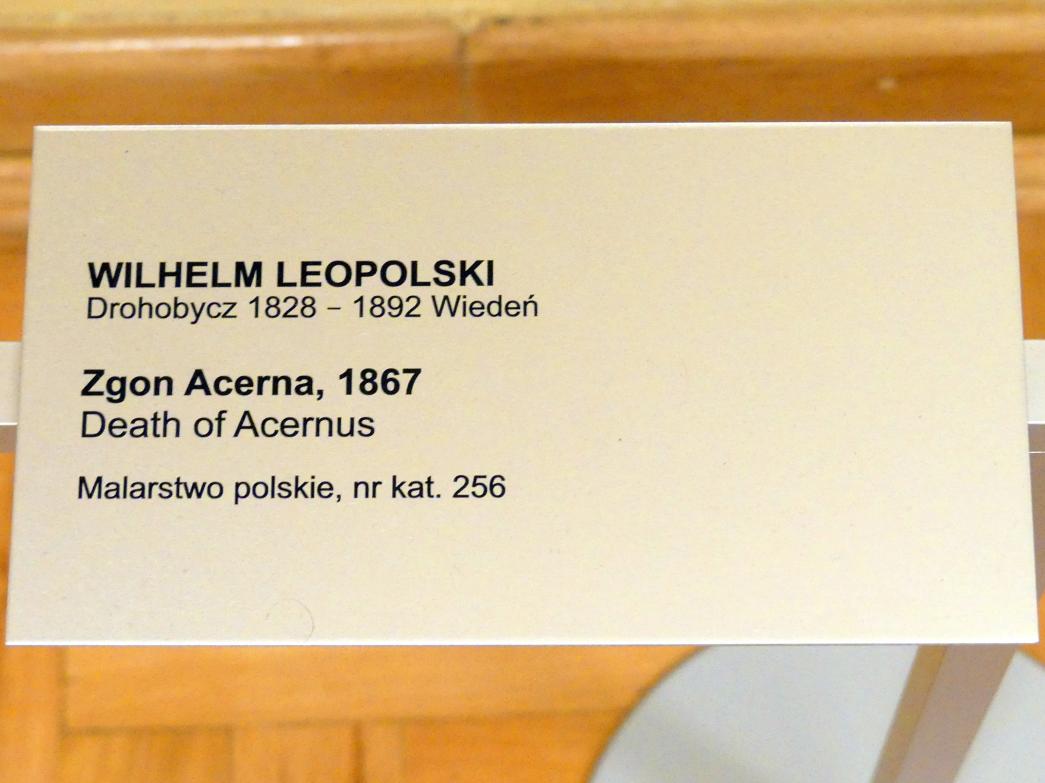 WILHELM LEOPOLSKI
Drohobycz 1828 – 1892 Wiedeń
Zgon Acerna, 1867
Death of Acernus
Malarstwo polskie, nr kat. 256